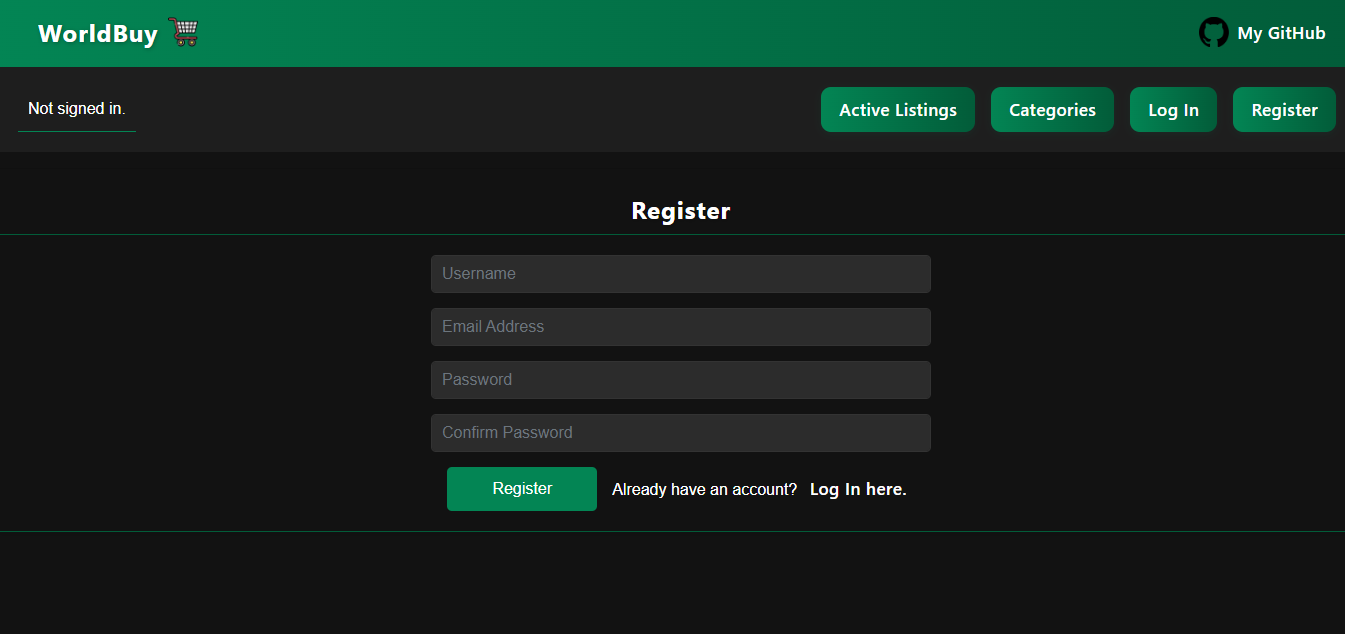 WorldBuy
My GitHub
Not signed in.
Active Listings
Categories
Log In
Register
Register
Username
Email Address
Password
Confirm Password
Register
Already have an account? Log In here.